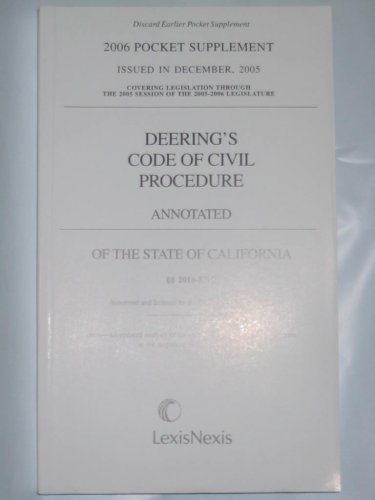 Discard Earlier Pocket Supplement
2006 POCKET SUPPLEMENT
ISSUED IN DECEMBER, 2005
COVERING LEGISLATION THROUGH
THE 2005 SESSION OF THE 2005-2006 LEGISLATURE
DEERING'S
CODE OF CIVIL
PROCEDURE
ANNOTATED
OF THE STATE OF CALIFORNIA
LexisNexis